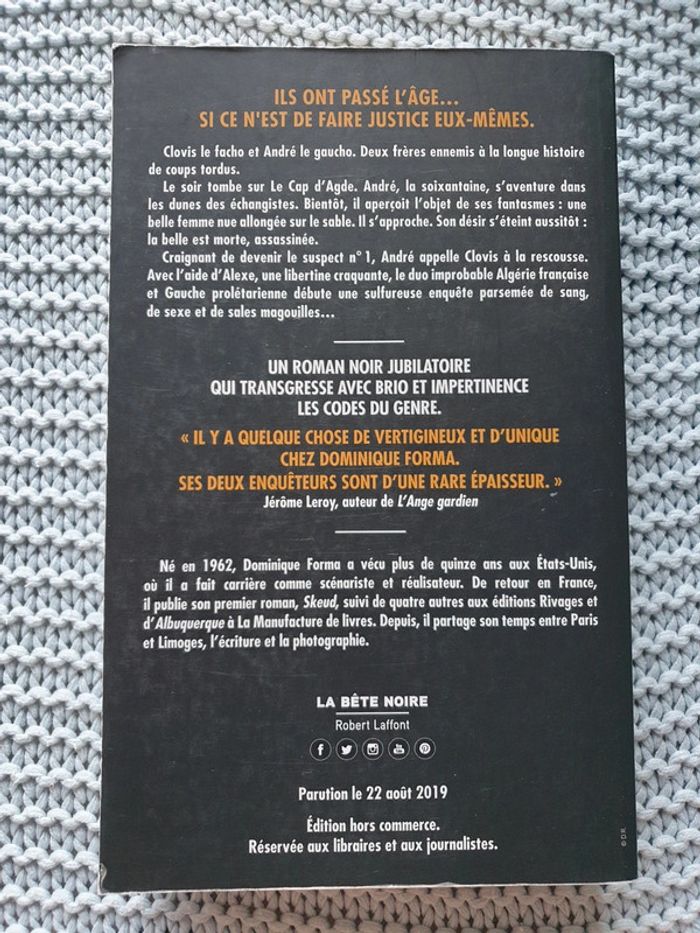 ILS ONT PASSÉ L'ÂGE...
SI CE N'EST DE FAIRE JUSTICE EUX-MÊMES.
Clovis le facho et André le gaucho. Deux frères ennemis à la longue histoire
de coups tordus.
Le soir tombe sur Le Cap d'Agde. André, la soixantaine, s'aventure dans
les dunes des échangistes. Bientôt, il aperçoit l'objet de ses fantasmes : une
belle femme nue allongée sur le sable. Il s'approche. Son désir s'éteint aussitôt :
la belle est morte, assassinée.
Craignant de devenir le suspect n° 1, André appelle Clovis à la rescousse.
Avec l'aide d'Alexe, une libertine craquante, le duo improbable Algérie française
et Gauche prolétarienne débute une sulfureuse enquête parsemée de sang,
de sexe et de sales magouilles...
UN ROMAN NOIR JUBILATOIRE
QUI TRANSGRESSE AVEC BRIO ET IMPERTINENCE
LES CODES DU GENRE.
« IL Y A QUELQUE CHOSE DE VERTIGINEUX ET D'UNIQUE
CHEZ DOMINIQUE FORMA.
SES DEUX ENQUÊTEURS SONT D'UNE RARE ÉPAISSEUR. »
Jérôme Leroy, auteur de L'Ange gardien
Né en 1962, Dominique Forma a vécu plus de quinze ans aux États-Unis,
où il a fait carrière comme scénariste et réalisateur. De retour en France,
il publie son premier roman, Skeud, suivi de quatre autres aux éditions Rivages et
d'Albuquerque à La Manufacture de livres. Depuis, il partage son temps entre Paris
et Limoges, l'écriture et la photographie.
LA BÊTE NOIRE
Robert Laffont
Parution le 22 août 2019
Édition hors commerce.
Réservée aux libraires et aux journalistes.
© D.R.